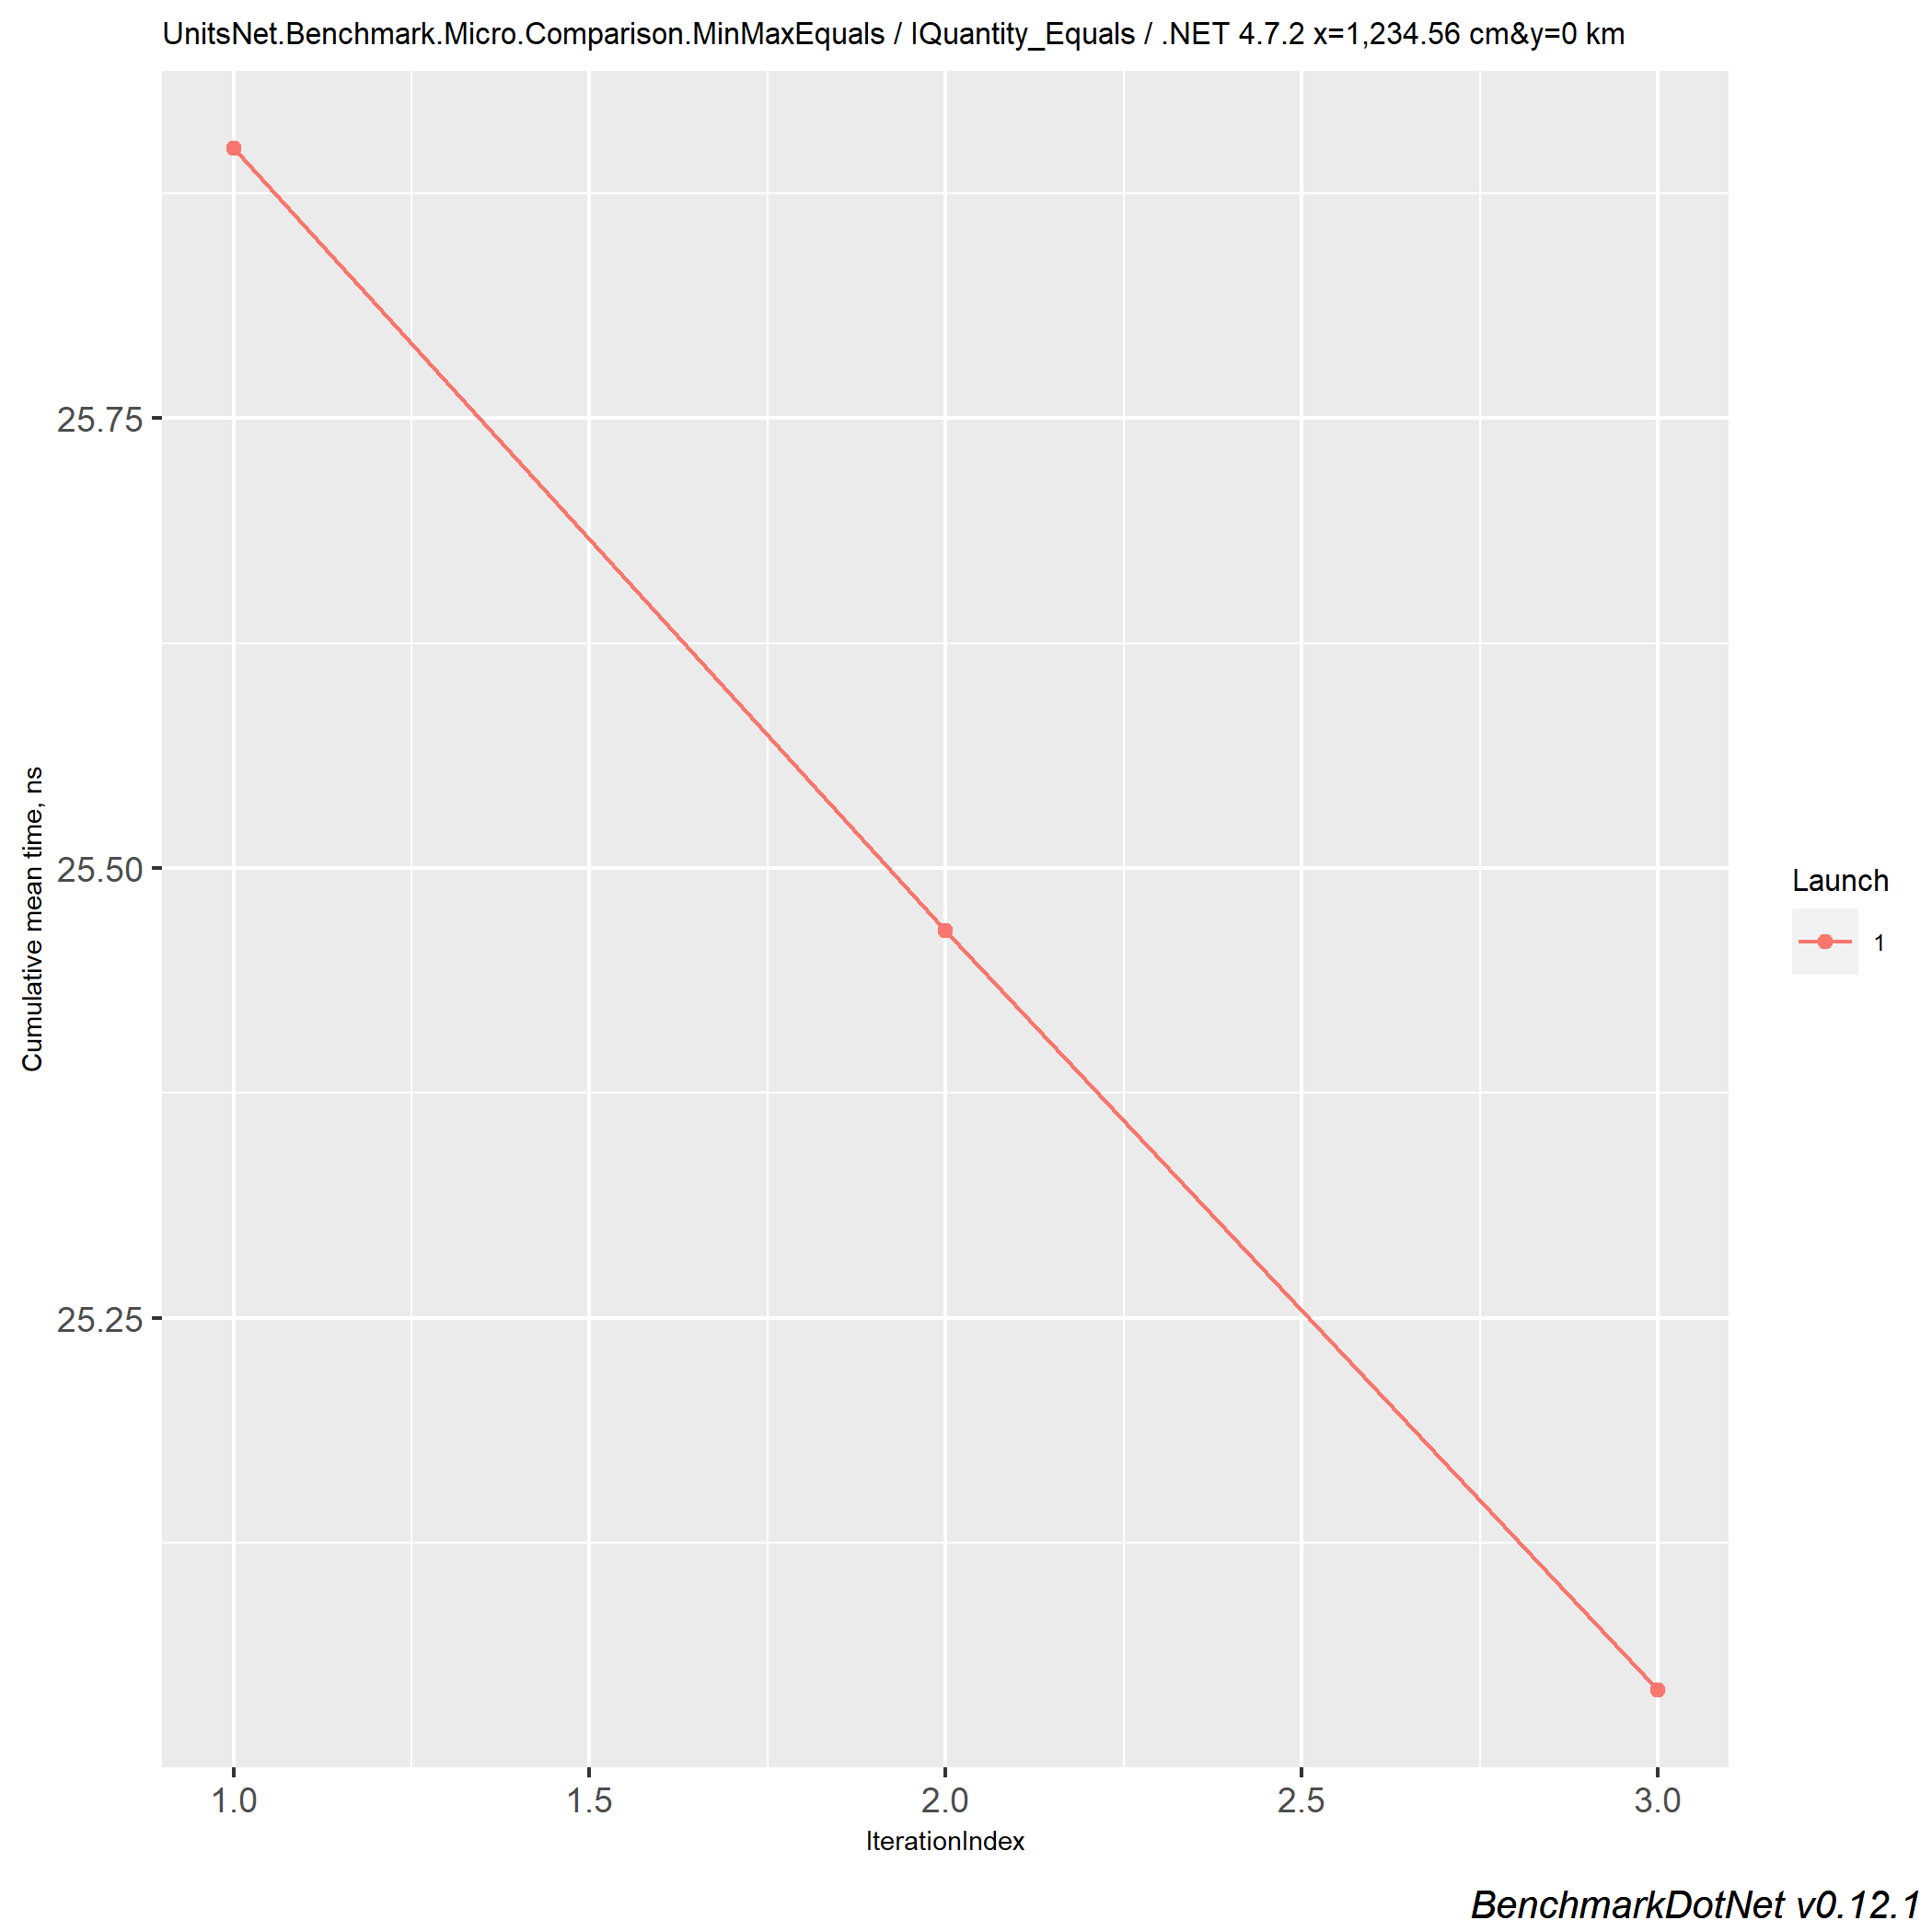 UnitsNet.Benchmark.Micro.Comparison.MinMaxEquals / IQuantity_Equals / .NET 4.7.2 x=1,234.56 cm&y=0 km
Cumulative mean time, ns
25.75
25.50
25.25
1.0 1.5 2.0 2.5 3.0
IterationIndex
Launch
1
BenchmarkDotNet v0.12.1